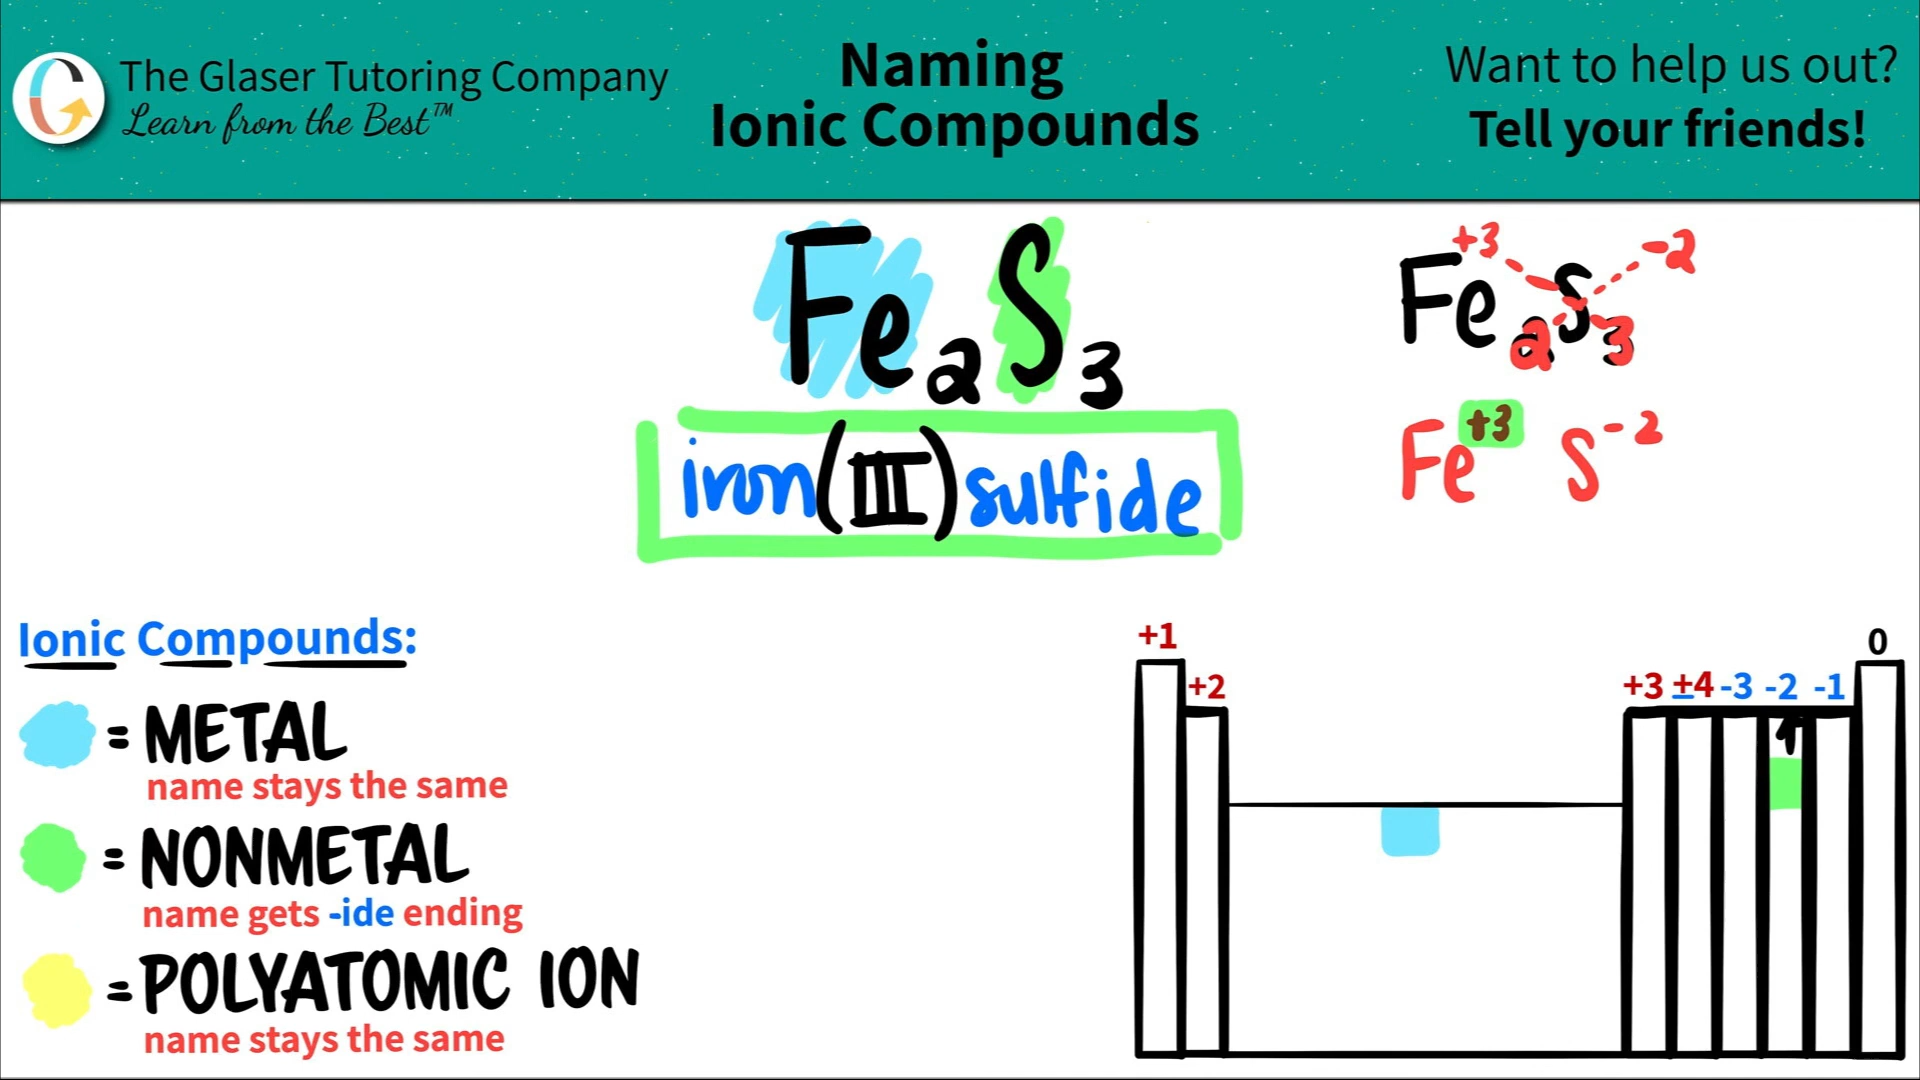 The Glaser Tutoring Company
Learn from the Best™
Naming
Ionic Compounds
Want to help us out?
Tell your friends!
Fe₂S₃
iron(III)sulfide
+3 -2
Fe₂S₃
Fe⁺³ S⁻²
Ionic Compounds:
= METAL
name stays the same
= NONMETAL
name gets -ide ending
= POLYATOMIC ION
name stays the same
+1 0
+2 +3 ±4 -3 -2 -1